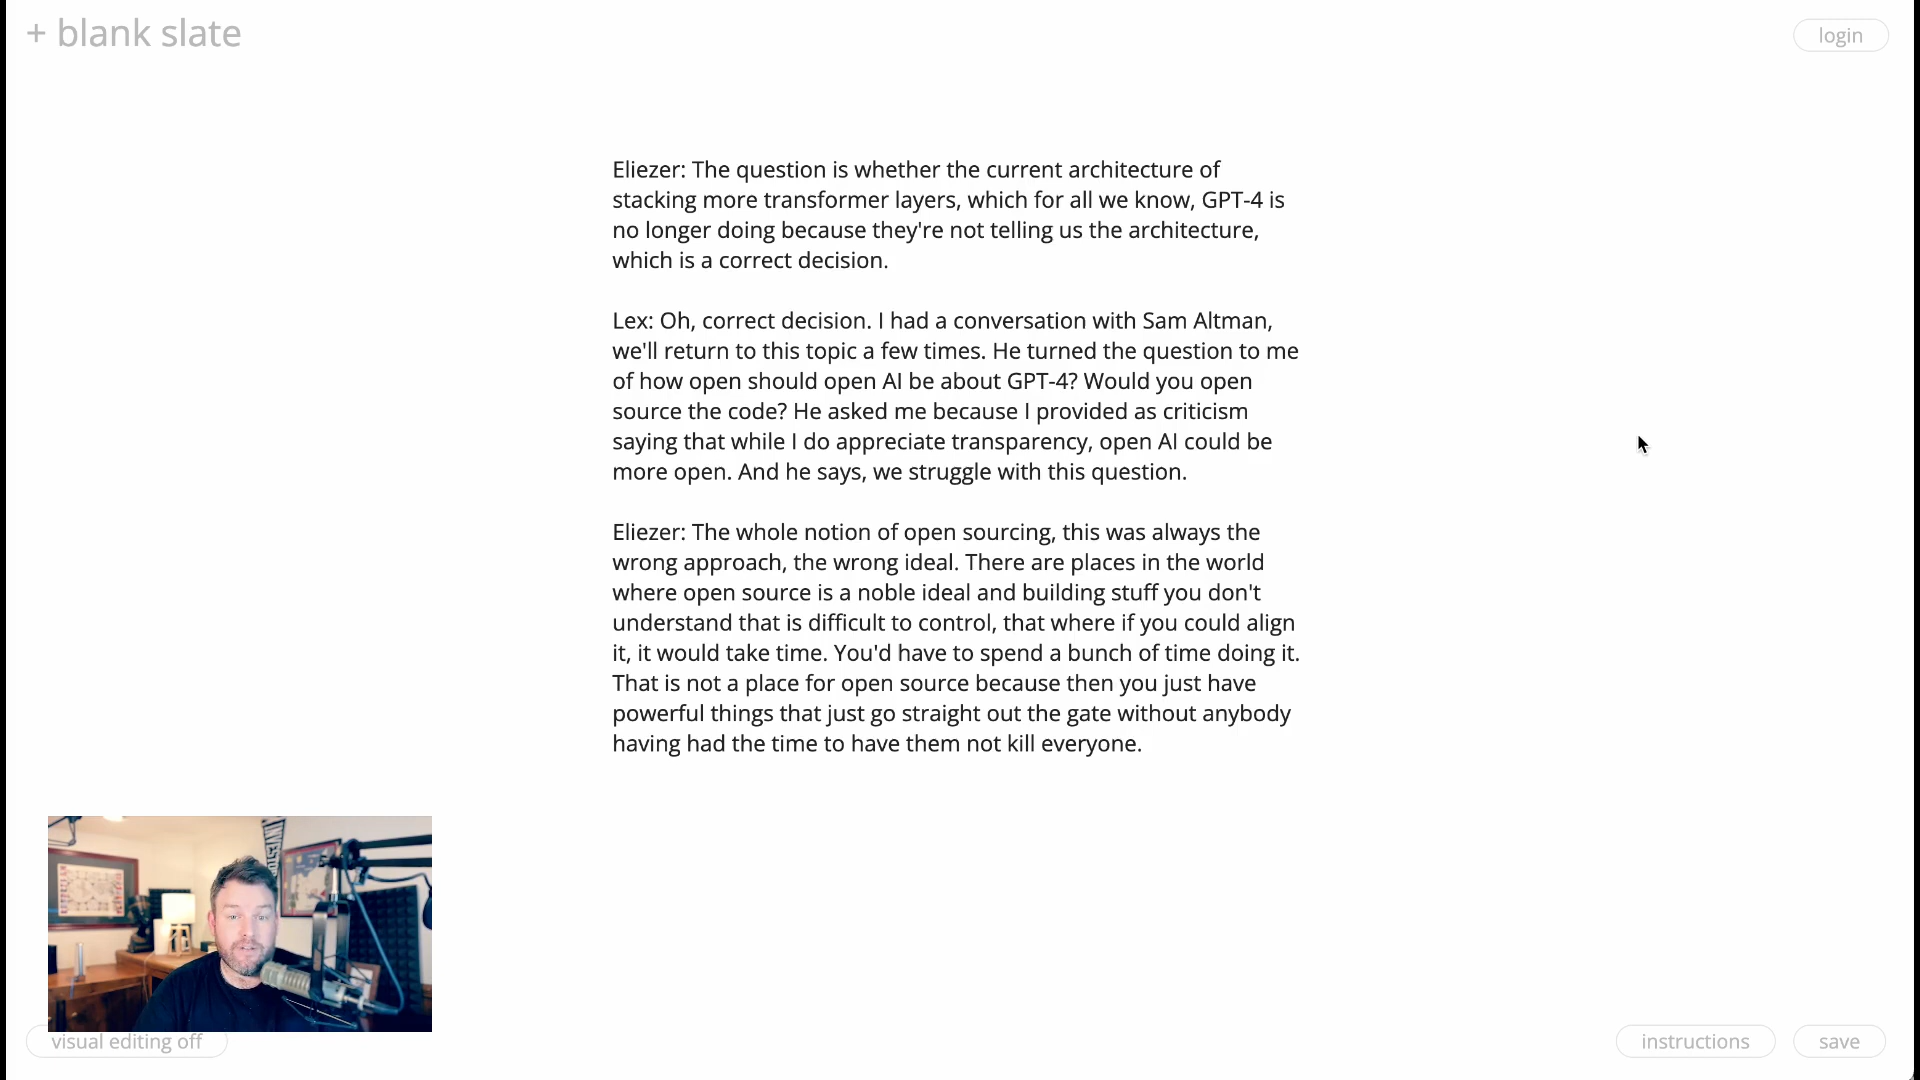 + blank slate
login
Eliezer: The question is whether the current architecture of
stacking more transformer layers, which for all we know, GPT-4 is
no longer doing because they're not telling us the architecture,
which is a correct decision.
Lex: Oh, correct decision. I had a conversation with Sam Altman,
we'll return to this topic a few times. He turned the question to me
of how open should open AI be about GPT-4? Would you open
source the code? He asked me because I provided as criticism
saying that while I do appreciate transparency, open AI could be
more open. And he says, we struggle with this question.
Eliezer: The whole notion of open sourcing, this was always the
wrong approach, the wrong ideal. There are places in the world
where open source is a noble ideal and building stuff you don't
understand that is difficult to control, that where if you could align
it, it would take time. You'd have to spend a bunch of time doing it.
That is not a place for open source because then you just have
powerful things that just go straight out the gate without anybody
having had the time to have them not kill everyone.
visual editing off
instructions
save